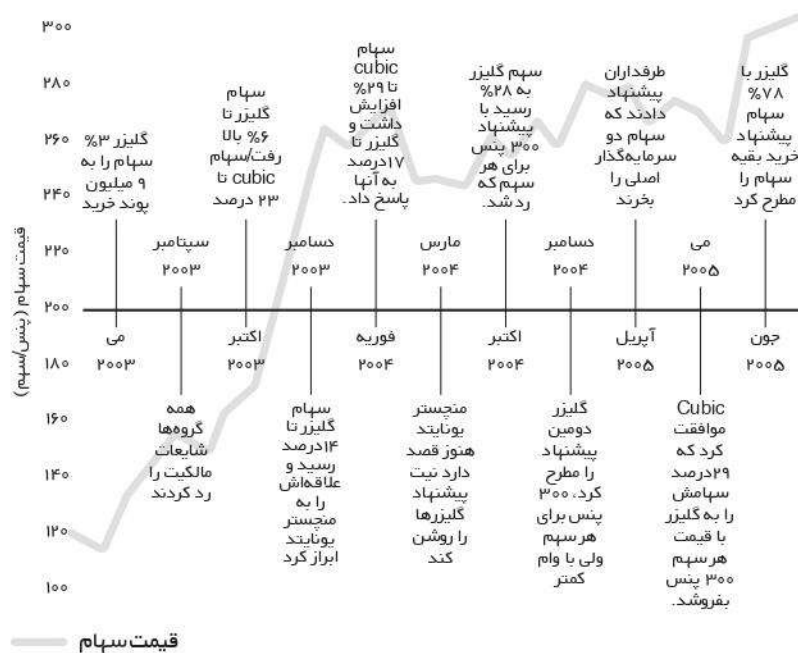 ۳۰۰
۲۸۰
۲۶۰
۲۴۰
۲۲۰
۲۰۰
۱۸۰
۱۶۰
۱۴۰
۱۲۰
۱۰۰
قیمت سهام (پنس/سهم)
گلیزر ۳%
سهام را به
۹ میلیون
پوند خرید
می
۲۰۰۳
سپتامبر
۲۰۰۳
همه
گروه‌ها
شایعات
مالکیت را
رد کردند
سهام
گلیزر تا
۶% بالا
رفت/سهام
cubic تا
۲۳ درصد
اکتبر
۲۰۰۳
دسامبر
۲۰۰۳
سهام
گلیزر تا
۱۴درصد
رسید و
علاقه‌اش
را به
منچستر
یونایتد
ابراز کرد
سهام
cubic
تا ۲۹%
افزایش
داشت و
گلیزر تا
۱۷درصد
به آنها
پاسخ داد.
فوریه
۲۰۰۴
مارس
۲۰۰۴
منچستر
یونایتد
هنوز قصد
دارد نیت
پیشنهاد
گلیزرها
را روشن
کند
سهم گلیزر
به ۲۸%
رسید با
پیشنهاد
۳۰۰ پنس
برای هر
سهم که
رد شد.
اکتبر
۲۰۰۴
دسامبر
۲۰۰۴
گلیزر
دومین
پیشنهاد
را مطرح
کرد، ۳۰۰
پنس برای
هر سهم
ولی با وام
کمتر
طرفداران
پیشنهاد
دادند که
سهام دو
سرمایه‌گذار
اصلی را
بخرند
آپریل
۲۰۰۵
می
۲۰۰۵
Cubic
موافقت
کرد که
۲۹درصد
سهامش
را به گلیزر
با قیمت
هر سهم
۳۰۰ پنس
بفروشد.
گلیزر با
۷۸%
سهام
پیشنهاد
خرید بقیه
سهام را
مطرح کرد
جون
۲۰۰۵
قیمت سهام